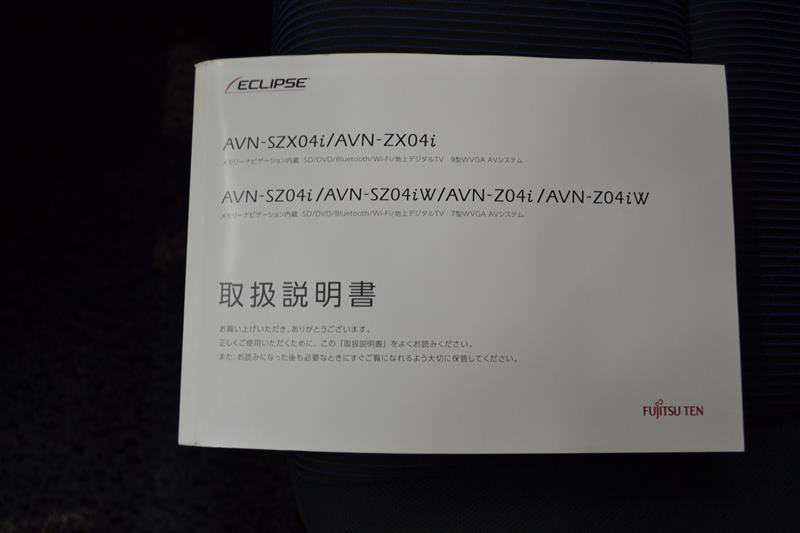 ECLIPSE
AVN-SZX04i/AVN-ZX04i
メモリーナビゲーション内蔵 SD/DVD/Bluetooth/Wi-Fi/地上デジタルTV 9型WVGA AVシステム
AVN-SZ04i/AVN-SZ04iW/AVN-Z04i/AVN-Z04iW
メモリーナビゲーション内蔵 SD/DVD/Bluetooth/Wi-Fi/地上デジタルTV 7型WVGA AVシステム
取扱説明書
お買い上げいただき、ありがとうございます。
正しくご使用いただくために、この「取扱説明書」をよくお読みください。
また、お読みになった後も必要なときにすぐご覧になれるよう大切に保管してください。
FUJITSU TEN